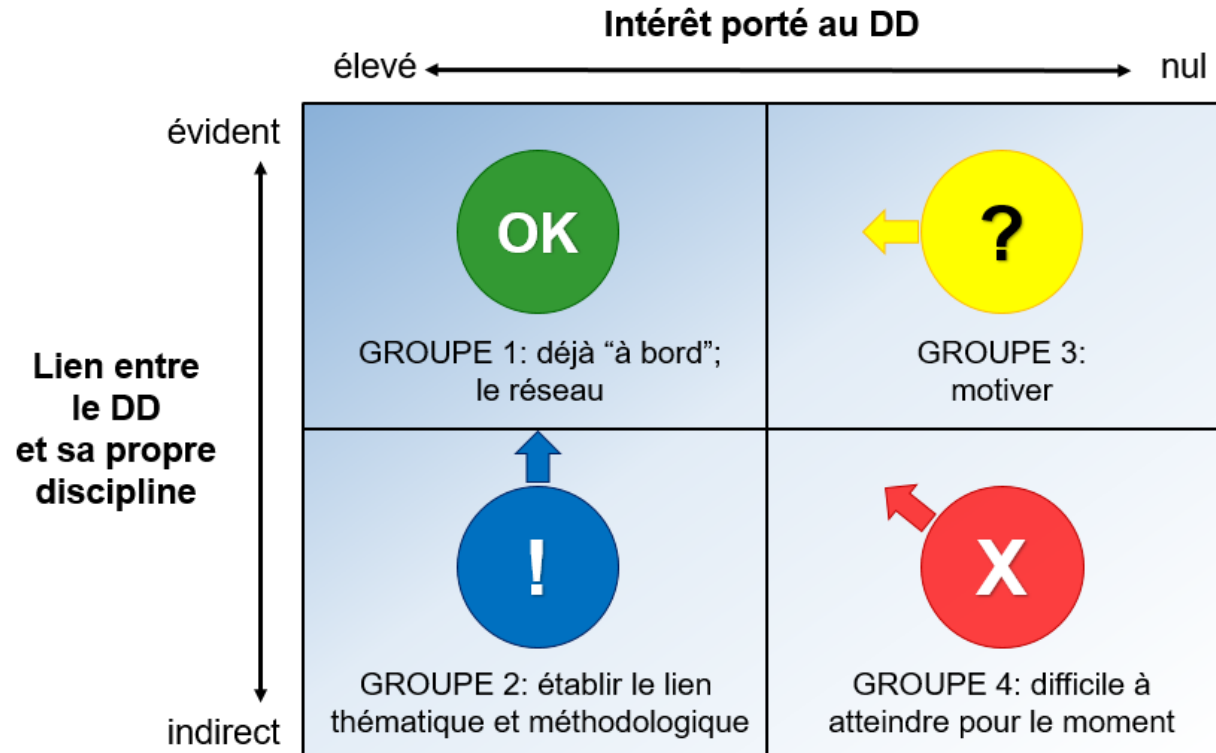 Intérêt porté au DD
élevé
nul
évident
Lien entre
le DD
et sa propre
discipline
indirect
OK
GROUPE 1: déjà “à bord”;
le réseau
?
GROUPE 3:
motiver
!
GROUPE 2: établir le lien
thématique et méthodologique
X
GROUPE 4: difficile à
atteindre pour le moment